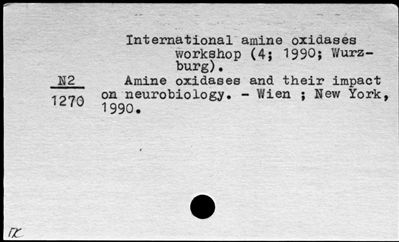 International amine oxidases
workshop (4; 1990; Wurz-
burg).
N2
1270
Amine oxidases and their impact
on neurobiology. - Wien ; New York,
1990.